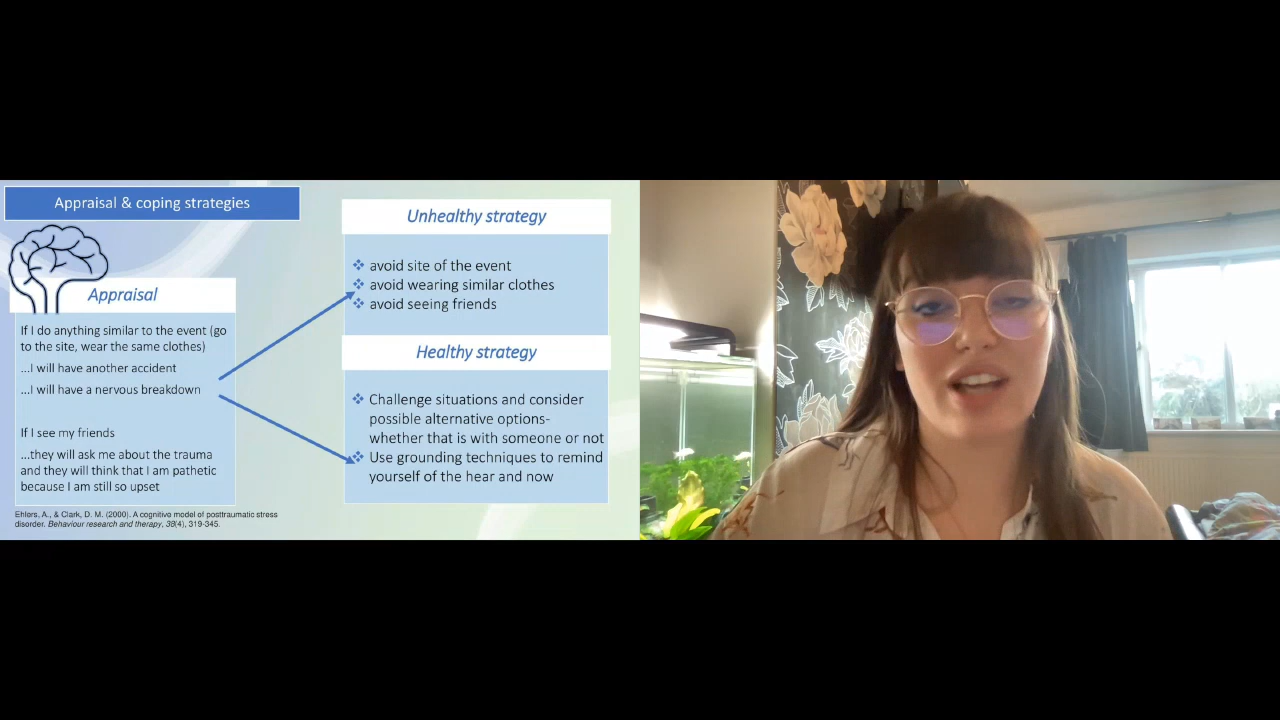 Appraisal & coping strategies
Appraisal
If I do anything similar to the event (go
to the site, wear the same clothes)
...I will have another accident
...I will have a nervous breakdown
If I see my friends
...they will ask me about the trauma
and they will think that I am pathetic
because I am still so upset
Ehlers, A., & Clark, D. M. (2000). A cognitive model of posttraumatic stress
disorder. Behaviour research and therapy, 38(4), 319-345.
Unhealthy strategy
avoid site of the event
avoid wearing similar clothes
avoid seeing friends
Healthy strategy
Challenge situations and consider
possible alternative options-
whether that is with someone or not
Use grounding techniques to remind
yourself of the hear and now